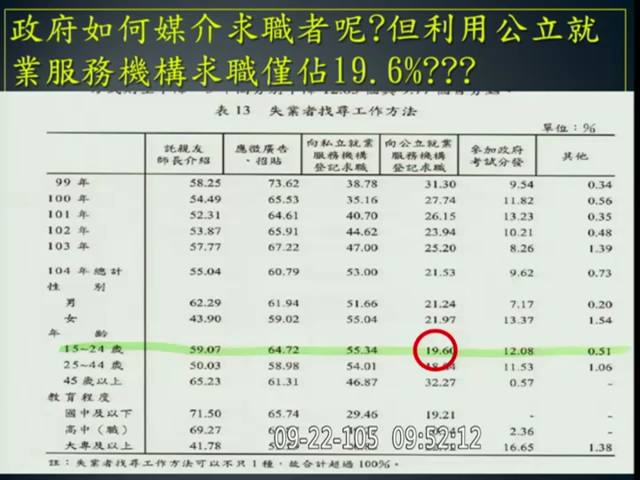 政府如何媒介求職者呢?但利用公立就
業服務機構求職僅佔19.6%???
表 13 失業者找尋工作方法
單位：%
託親友師長介紹 應徵廣告、招貼 向私立就業服務機構登記求職 向公立就業服務機構登記求職 參加政府考試分發 其他
99 年 58.25 73.62 38.78 31.30 9.54 0.34
100 年 54.49 65.53 35.16 27.74 11.82 0.56
101 年 52.31 64.61 40.70 26.15 13.23 0.35
102 年 53.87 65.91 44.62 23.94 10.21 0.48
103 年 57.77 67.22 47.00 25.20 8.26 1.39
104 年總計 55.04 60.79 53.00 21.53 9.62 0.73
性 別
男 62.29 61.94 51.66 21.24 7.17 0.20
女 43.90 59.02 55.04 21.97 13.37 1.54
年 齡
15~24 歲 59.07 64.72 55.34 19.60 12.08 0.51
25~44 歲 50.03 58.98 54.01 11.53 1.06
45 歲以上 65.23 61.31 46.87 32.27 0.57 -
教育程度
國中及以下 71.50 65.74 29.46 19.21 - -
高中（職） 69.27 2.36 -
大專及以上 41.78 16.65 1.38
09-22-105 09:52:12
註：失業者找尋工作方法可以不只 1 種，故合計超過 100%。